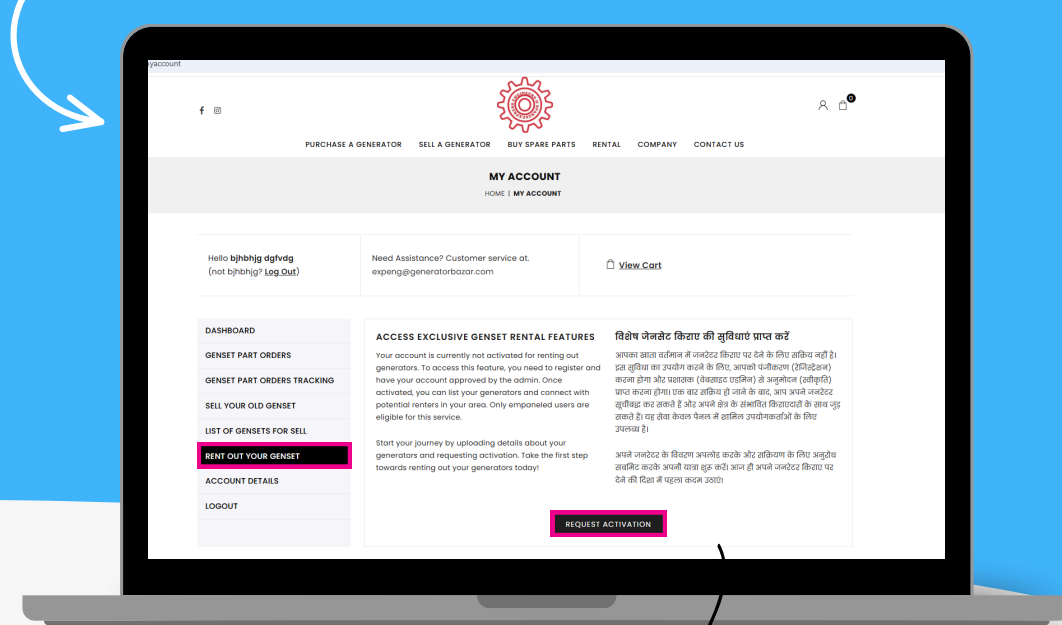 yaccount
0
PURCHASE A GENERATOR SELL A GENERATOR BUY SPARE PARTS RENTAL COMPANY CONTACT US
MY ACCOUNT
HOME | MY ACCOUNT
Hello bjhbhjg dgfvdg
(not bjhbhjg? Log Out)
Need Assistance? Customer service at.
expeng@generatorbazar.com
View Cart
DASHBOARD
GENSET PART ORDERS
GENSET PART ORDERS TRACKING
SELL YOUR OLD GENSET
LIST OF GENSETS FOR SELL
RENT OUT YOUR GENSET
ACCOUNT DETAILS
LOGOUT
ACCESS EXCLUSIVE GENSET RENTAL FEATURES
Your account is currently not activated for renting out
generators. To access this feature, you need to register and
have your account approved by the admin. Once
activated, you can list your generators and connect with
potential renters in your area. Only empaneled users are
eligible for this service.
Start your journey by uploading details about your
generators and requesting activation. Take the first step
towards renting out your generators today!
विशेष जेनसेट किराए की सुविधाएं प्राप्त करें
आपका खाता वर्तमान में जनरेटर किराए पर देने के लिए सक्रिय नहीं है।
इस सुविधा का उपयोग करने के लिए, आपको पंजीकरण (रेजिस्ट्रेशन)
करना होगा और प्रशासक (वेबसाइट एडमिन) से अनुमोदन (स्वीकृति)
प्राप्त करना होगा। एक बार सक्रिय हो जाने के बाद, आप अपने जनरेटर
सूचीबद्ध कर सकते हैं और अपने क्षेत्र के संभावित किराएदारों के साथ जुड़
सकते हैं। यह सेवा केवल पैनल में शामिल उपयोगकर्ताओं के लिए
उपलब्ध है।
अपने जनरेटर के विवरण अपलोड करके और सक्रियण के लिए अनुरोध
सबमिट करके अपनी यात्रा शुरू करें। आज ही अपने जनरेटर किराए पर
देने की दिशा में पहला कदम उठाएं!
REQUEST ACTIVATION